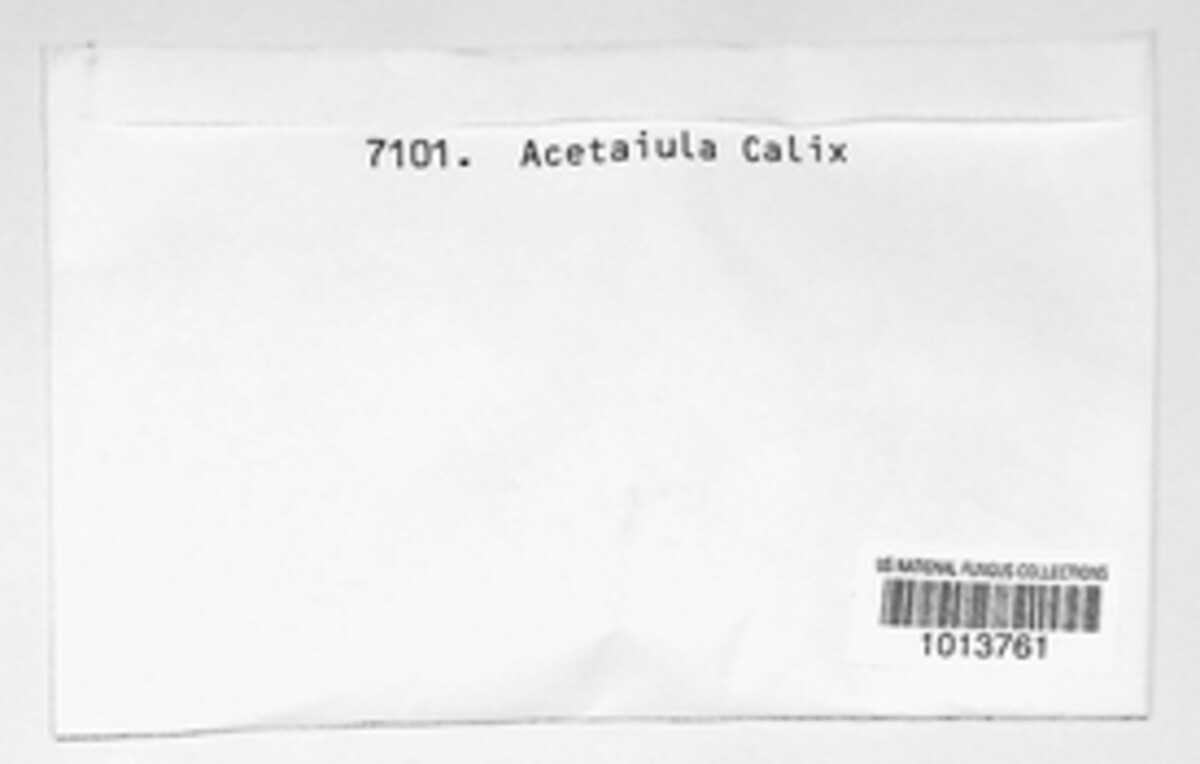 7101. Acetaiula Calix
US NATIONAL FUNGUS COLLECTIONS
1013761